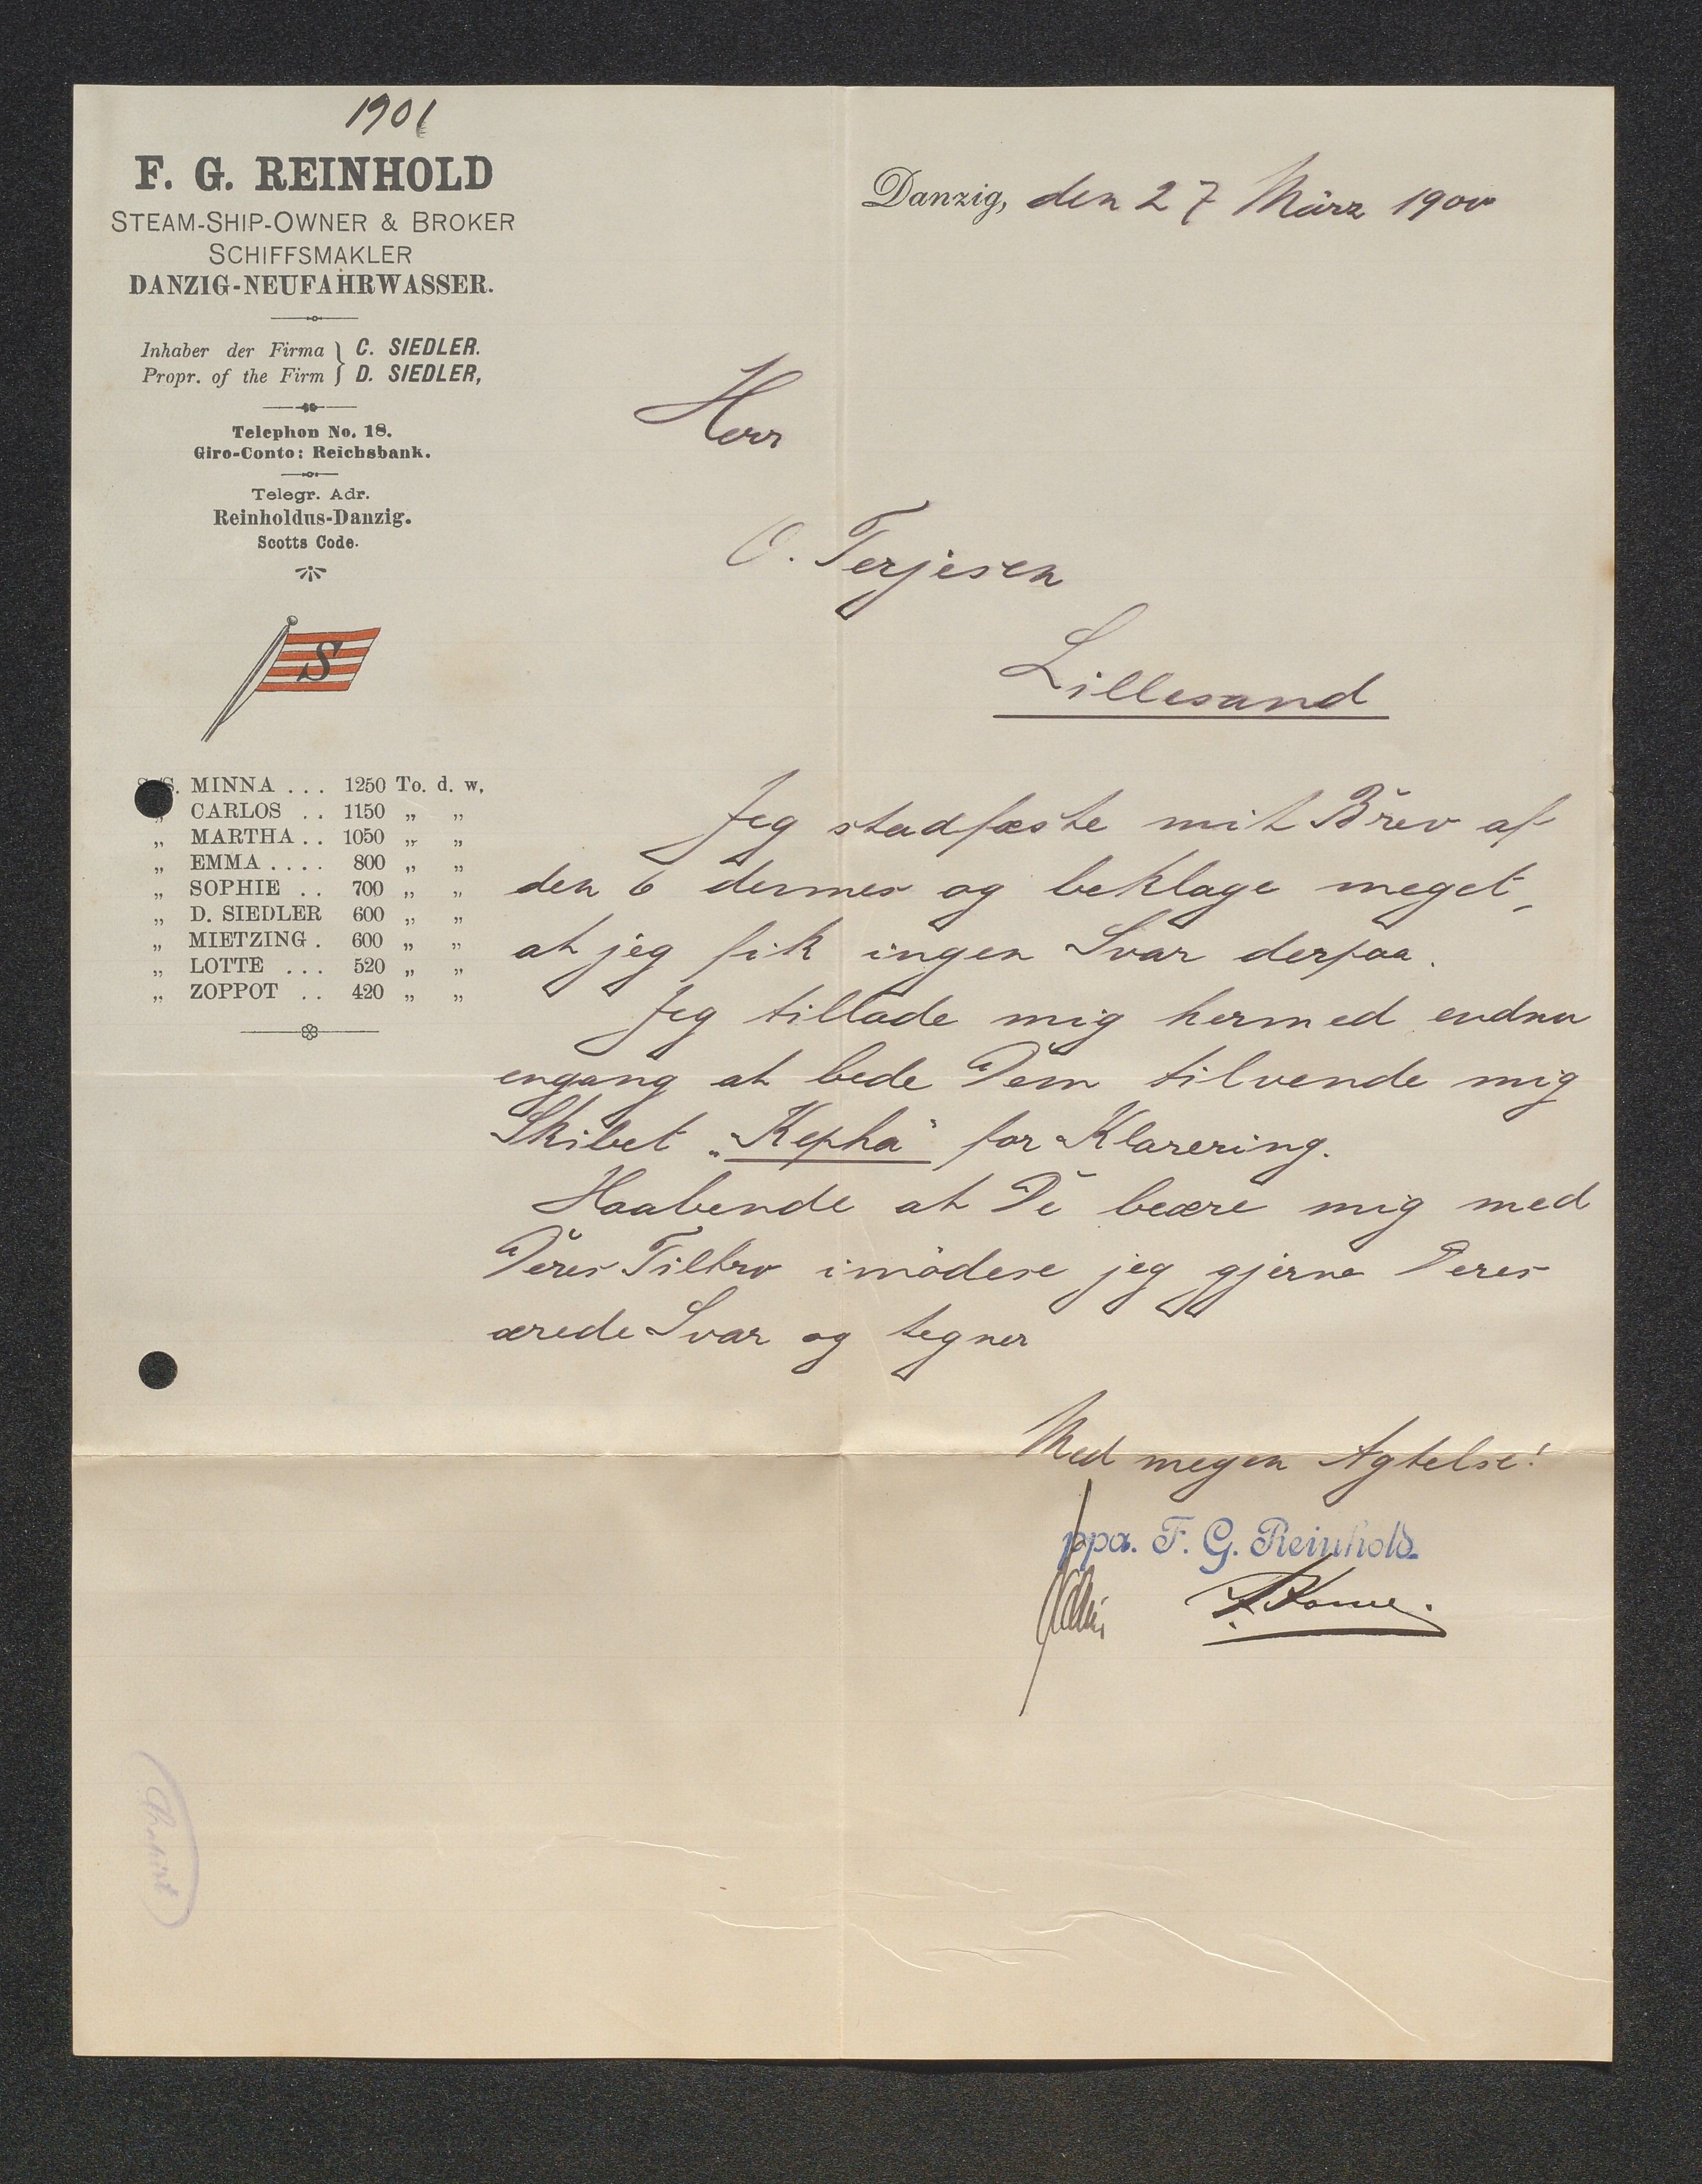 1901
F. G. REINHOLD
STEAM-SHIP-OWNER & BROKER
SCHIFFSMAKLER
DANZIG-NEUFAHRWASSER.
Inhaber der Firma } C. SIEDLER.
Propr. of the Firm } D. SIEDLER,
Telephon No. 18.
Giro-Conto: Reichsbank.
Telegr. Adr.
Reinholdus-Danzig.
Scotts Code.
S
S.S. MINNA . . . 1250 To. d. w.
„ CARLOS . . 1150 „ „
„ MARTHA . . 1050 „ „
„ EMMA . . . . 800 „ „
„ SOPHIE . . 700 „ „
„ D. SIEDLER 600 „ „
„ MIETZING . 600 „ „
„ LOTTE . . . 520 „ „
„ ZOPPOT . . 420 „ „
Danzig, den 27 März 1900
Herr
O. Terjesen
Lillesand
Jeg stadfæste mit Brev af
den 6 dennes og beklage meget,
at jeg fik ingen Svar derpaa.
Jeg tillade mig hermed endnu
engang at bede Dem tilvende mig
Skibet „Kepha" for Klarering.
Haabende at De beære mig med
Deres Tiltro imödese jeg gjerne Deres
ærede Svar og tegner
Med megen Agtelse!
ppa. F. G. Reinhold